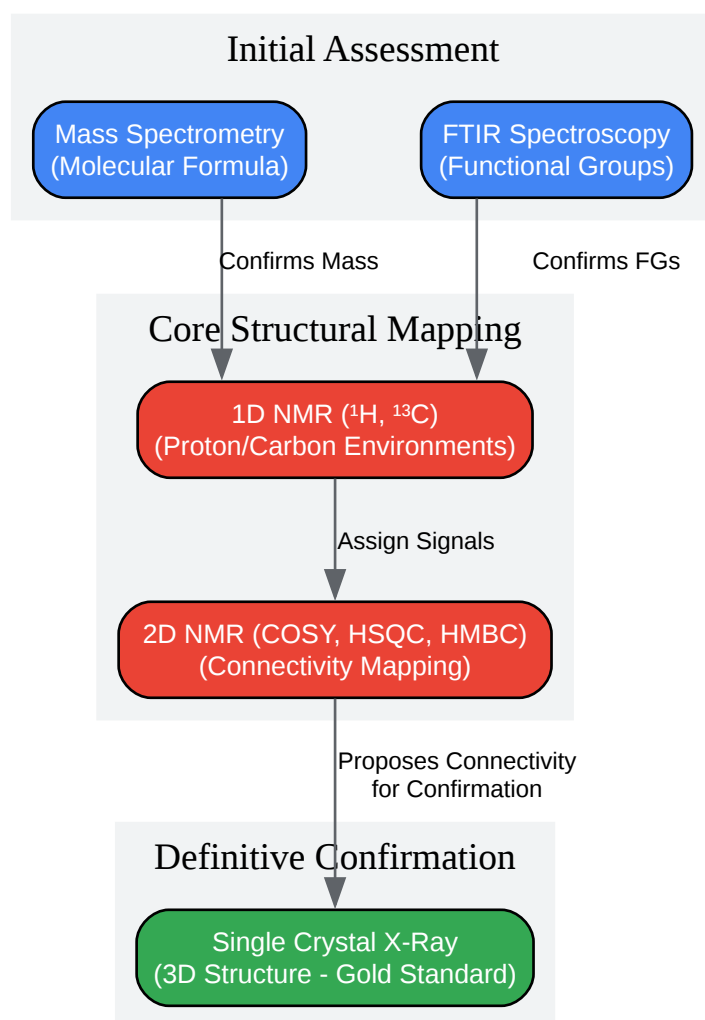 Initial Assessment
Mass Spectrometry
(Molecular Formula)
FTIR Spectroscopy
(Functional Groups)
Confirms Mass
Confirms FGs
Core Structural Mapping
1D NMR (¹H, ¹³C)
(Proton/Carbon Environments)
Assign Signals
2D NMR (COSY, HSQC, HMBC)
(Connectivity Mapping)
Proposes Connectivity
for Confirmation
Definitive Confirmation
Single Crystal X-Ray
(3D Structure - Gold Standard)